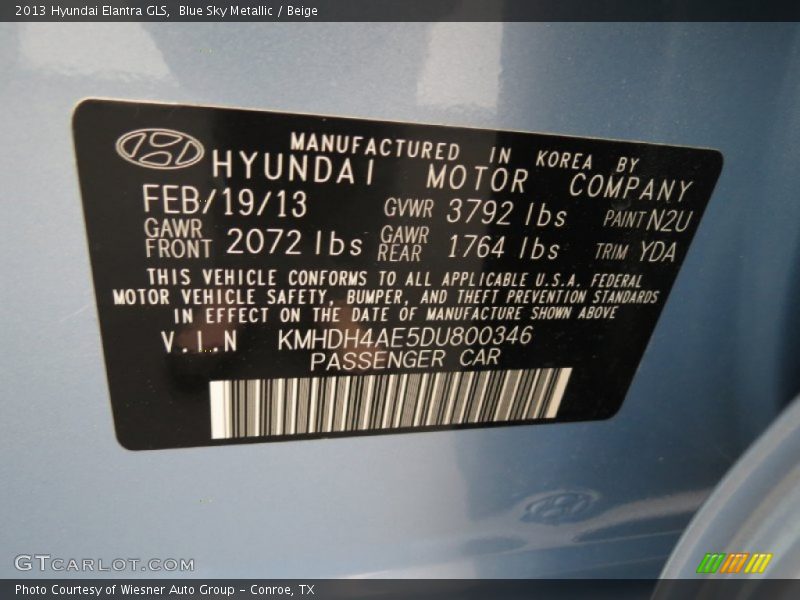 2013 Hyundai Elantra GLS, Blue Sky Metallic / Beige
MANUFACTURED IN KOREA BY
HYUNDAI MOTOR COMPANY
FEB/19/13 GVWR 3792 lbs PAINT N2U
GAWR FRONT 2072 lbs GAWR REAR 1764 lbs TRIM YDA
THIS VEHICLE CONFORMS TO ALL APPLICABLE U.S.A. FEDERAL
MOTOR VEHICLE SAFETY, BUMPER, AND THEFT PREVENTION STANDARDS
IN EFFECT ON THE DATE OF MANUFACTURE SHOWN ABOVE
V.I.N KMHDH4AE5DU800346
PASSENGER CAR
GTCARLOT.COM
Photo Courtesy of Wiesner Auto Group - Conroe, TX